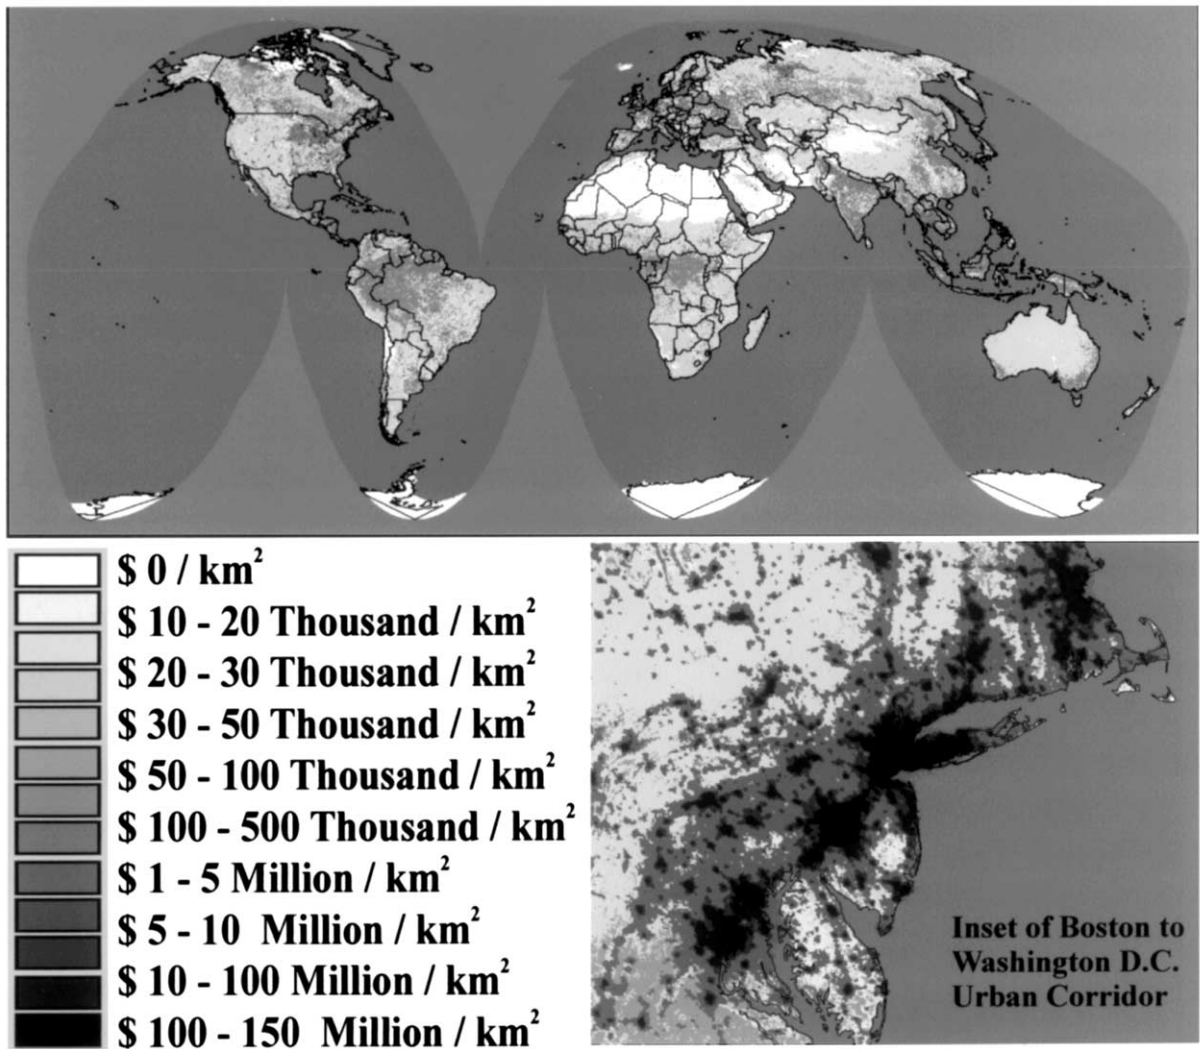 $ 0 / km²
$ 10 - 20 Thousand / km²
$ 20 - 30 Thousand / km²
$ 30 - 50 Thousand / km²
$ 50 - 100 Thousand / km²
$ 100 - 500 Thousand / km²
$ 1 - 5 Million / km²
$ 5 - 10 Million / km²
$ 10 - 100 Million / km²
$ 100 - 150 Million / km²
Inset of Boston to
Washington D.C.
Urban Corridor